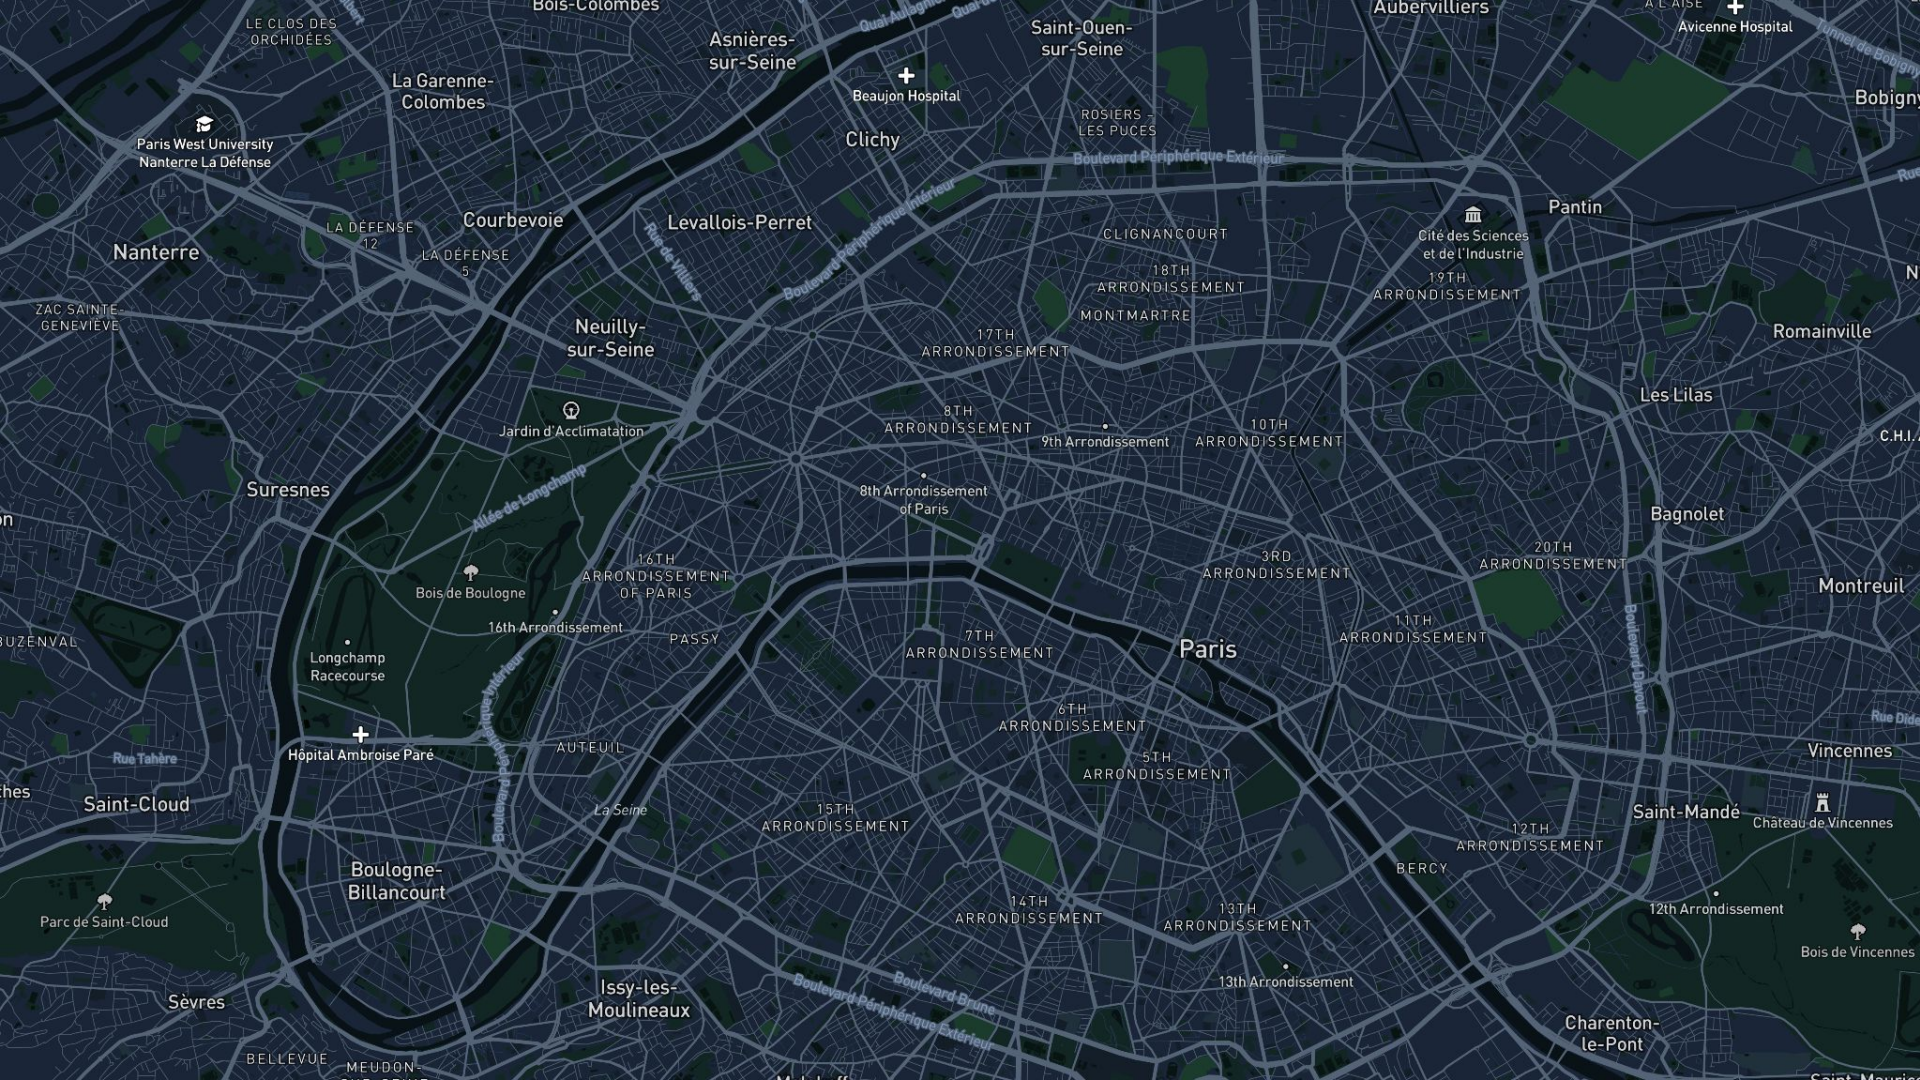 Bois-Colombes
LE CLOS DES
ORCHIDÉES
Asnières-
sur-Seine
Saint-Ouen-
sur-Seine
Aubervilliers
Avicenne Hospital
Tunnel de Bobigny
Bobigny
La Garenne-
Colombes
Beaujon Hospital
Clichy
ROSIERS -
LES PUCES
Paris West University
Nanterre La Défense
Boulevard Périphérique Extérieur
Boulevard Périphérique Intérieur
Rue
Courbevoie
Levallois-Perret
Rue de Villiers
LA DÉFENSE
12
LA DÉFENSE
5
Nanterre
CLIGNANCOURT
Cité des Sciences
et de l'Industrie
Pantin
18TH
ARRONDISSEMENT
19TH
ARRONDISSEMENT
MONTMARTRE
ZAC SAINTE-
GENEVIÈVE
Neuilly-
sur-Seine
17TH
ARRONDISSEMENT
Romainville
Les Lilas
Jardin d'Acclimatation
8TH
ARRONDISSEMENT
9th Arrondissement
10TH
ARRONDISSEMENT
C.H.I.
Suresnes
Allée de Longchamp
8th Arrondissement
of Paris
Bagnolet
16TH
ARRONDISSEMENT
OF PARIS
3RD
ARRONDISSEMENT
20TH
ARRONDISSEMENT
Montreuil
Bois de Boulogne
16th Arrondissement
BUZENVAL
PASSY
7TH
ARRONDISSEMENT
Paris
11TH
ARRONDISSEMENT
Boulevard Davout
Longchamp
Racecourse
6TH
ARRONDISSEMENT
Rue Dide
Hôpital Ambroise Paré
AUTEUIL
Boulevard Périphérique Intérieur
5TH
ARRONDISSEMENT
Vincennes
Rue Tahère
Saint-Cloud
La Seine
15TH
ARRONDISSEMENT
Saint-Mandé
Château de Vincennes
12TH
ARRONDISSEMENT
BERCY
Boulogne-
Billancourt
Parc de Saint-Cloud
14TH
ARRONDISSEMENT
13TH
ARRONDISSEMENT
12th Arrondissement
Bois de Vincennes
13th Arrondissement
Sèvres
Issy-les-
Moulineaux
Boulevard Brune
Boulevard Périphérique Extérieur
Charenton-
le-Pont
BELLEVUE
MEUDON-